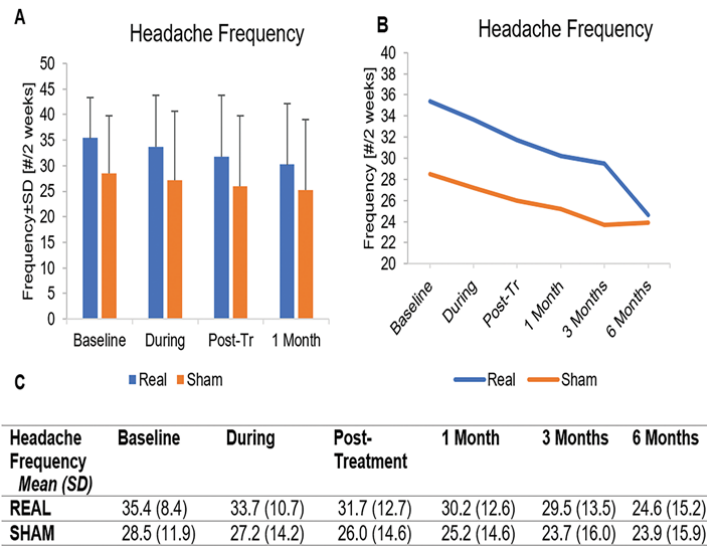 A
Headache Frequency
Frequency±SD [#/2 weeks]
50
45
40
35
30
25
20
15
10
5
0
Baseline During Post-Tr 1 Month
Real Sham
B
Headache Frequency
Frequency [#/2 weeks]
40
38
36
34
32
30
28
26
24
22
20
Baseline During Post-Tr 1 Month 3 Months 6 Months
Real Sham
C
Headache Frequency Mean (SD) Baseline During Post-Treatment 1 Month 3 Months 6 Months
REAL 35.4 (8.4) 33.7 (10.7) 31.7 (12.7) 30.2 (12.6) 29.5 (13.5) 24.6 (15.2)
SHAM 28.5 (11.9) 27.2 (14.2) 26.0 (14.6) 25.2 (14.6) 23.7 (16.0) 23.9 (15.9)